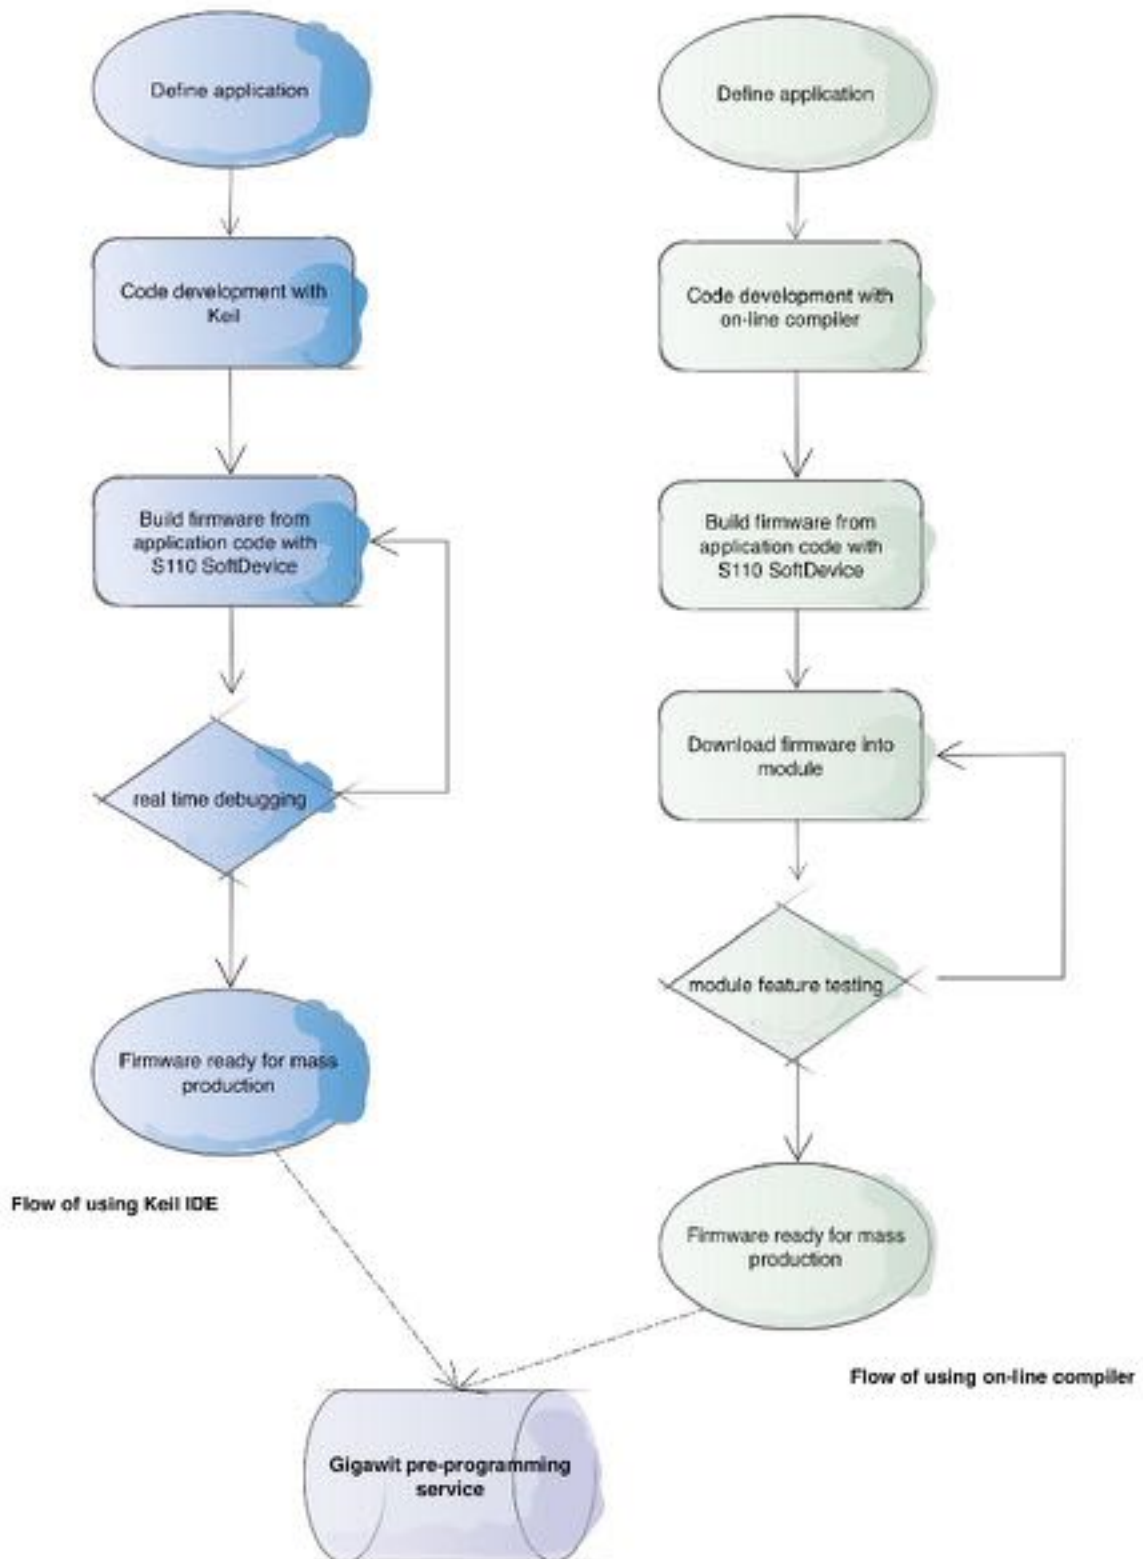 Define application
Code development with
Keil
Build firmware from
application code with
S110 SoftDevice
real time debugging
Firmware ready for mass
production
Flow of using Keil IDE
Define application
Code development with
on-line compiler
Build firmware from
application code with
S110 SoftDevice
Download firmware into
module
module feature testing
Firmware ready for mass
production
Flow of using on-line compiler
Gigawit pre-programming
service